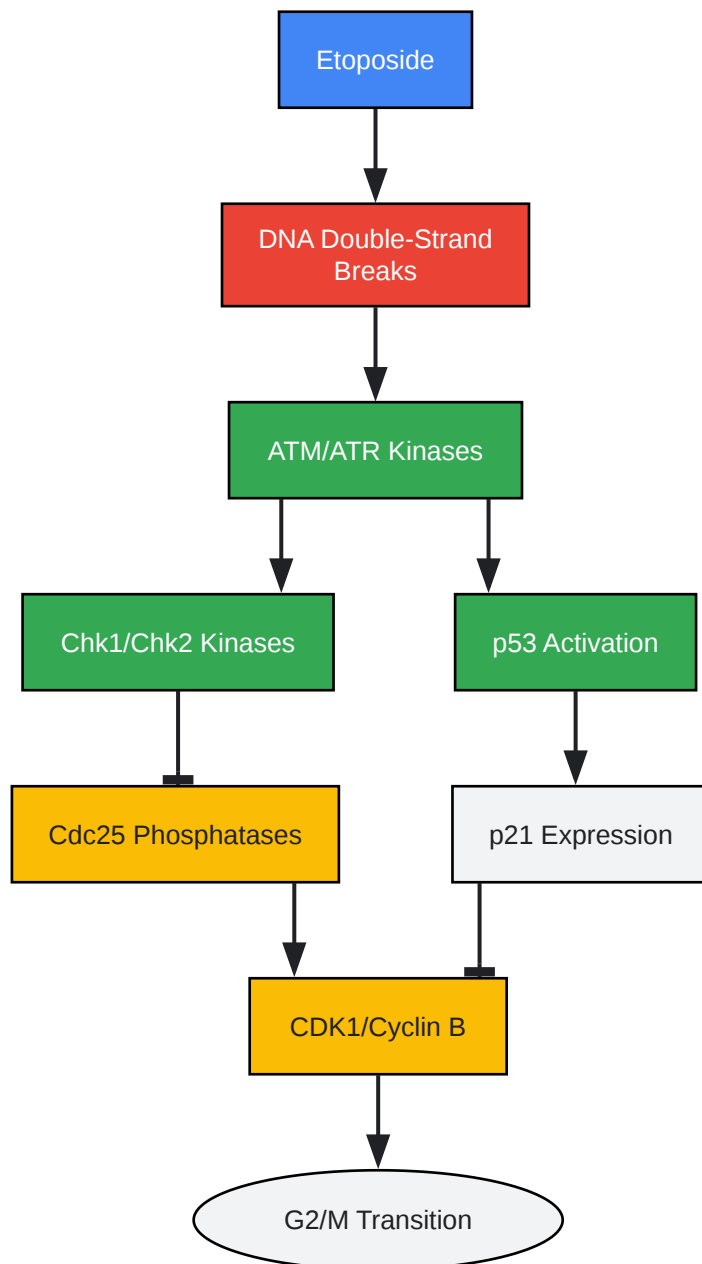 Etoposide
DNA Double-Strand
Breaks
ATM/ATR Kinases
Chk1/Chk2 Kinases
p53 Activation
Cdc25 Phosphatases
p21 Expression
CDK1/Cyclin B
G2/M Transition